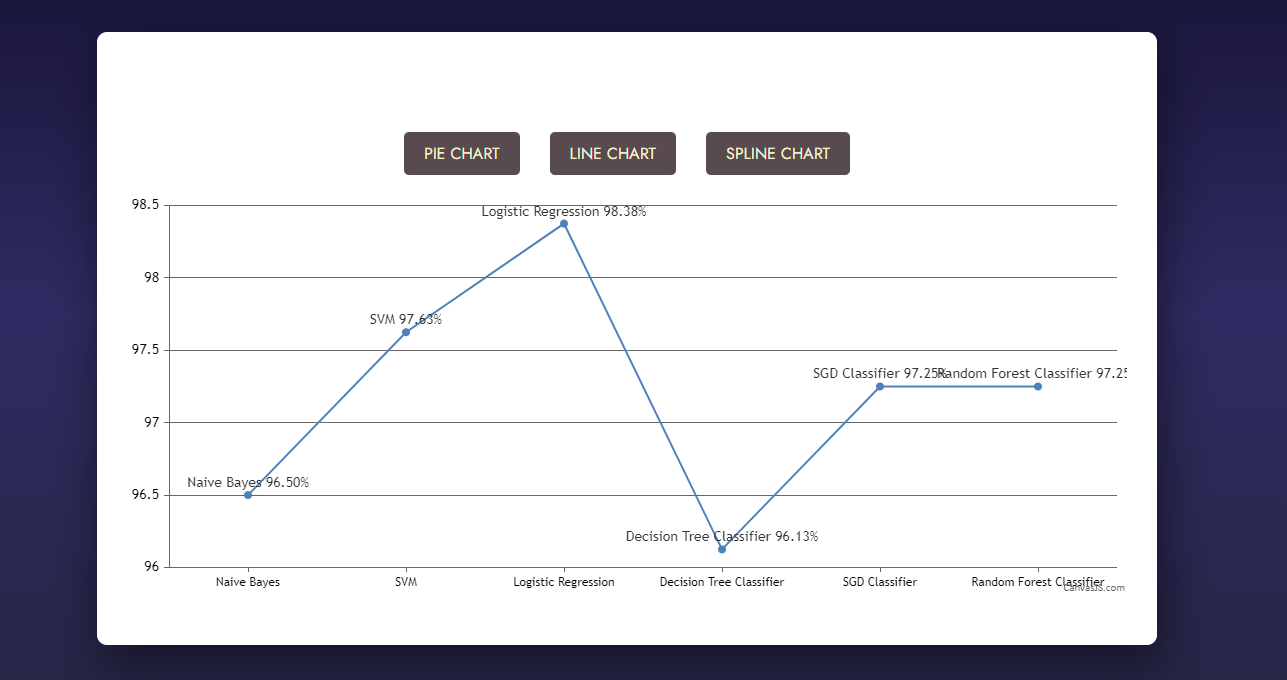 PIE CHART LINE CHART SPLINE CHART
98.5
Logistic Regression 98.38%
98
SVM 97.63%
97.5
SGD Classifier 97.25%
Random Forest Classifier 97.25
97
Naive Bayes 96.50%
96.5
Decision Tree Classifier 96.13%
96
Naive Bayes SVM Logistic Regression Decision Tree Classifier SGD Classifier Random Forest Classifier
CanvasJS.com